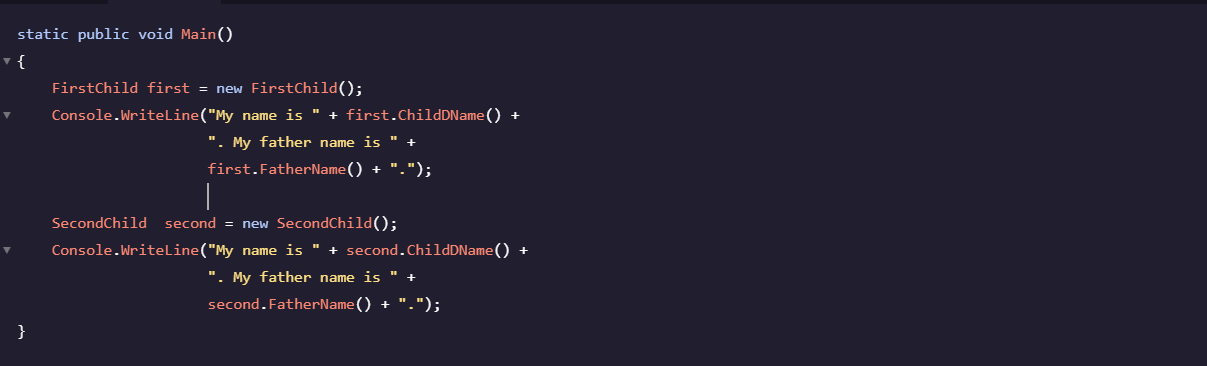 static public void Main()
{
FirstChild first = new FirstChild();
Console.WriteLine("My name is " + first.ChildDName() +
". My father name is " +
first.FatherName() + ".");
SecondChild  second = new SecondChild();
Console.WriteLine("My name is " + second.ChildDName() +
". My father name is " +
second.FatherName() + ".");
}